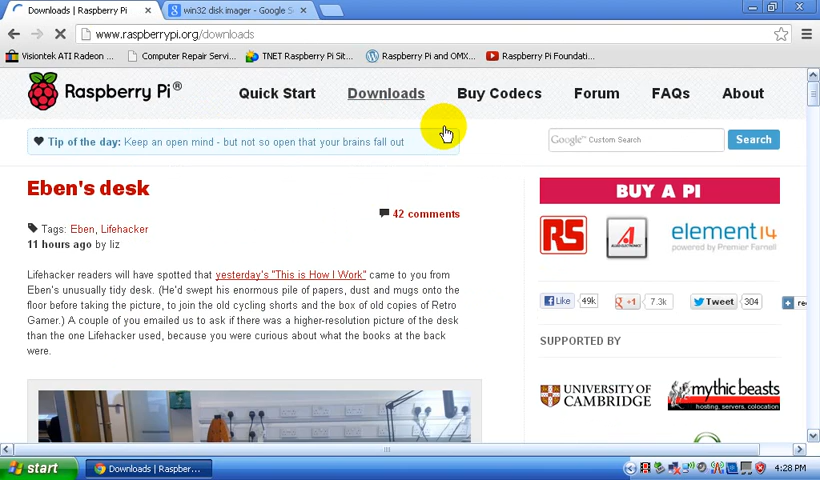 Downloads | Raspberry Pi
win32 disk imager - Google S
www.raspberrypi.org/downloads
Visiontek ATI Radeon ...
Computer Repair Servi...
TNET Raspberry Pi Sit...
Raspberry Pi and OMX...
Raspberry Pi Foundati...
Raspberry Pi®
Quick Start
Downloads
Buy Codecs
Forum
FAQs
About
Tip of the day: Keep an open mind - but not so open that your brains fall out
Google™ Custom Search
Search
Eben's desk
42 comments
Tags: Eben, Lifehacker
11 hours ago by liz
Lifehacker readers will have spotted that yesterday's "This is How I Work" came to you from
Eben's unusually tidy desk. (He'd swept his enormous pile of papers, dust and mugs onto the
floor before taking the picture, to join the old cycling shorts and the box of old copies of Retro
Gamer.) A couple of you emailed us to ask if there was a higher-resolution picture of the desk
than the one Lifehacker used, because you were curious about what the books at the back
were.
BUY A PI
RS
ALLIED ELECTRONICS
element14
powered by Premier Farnell
Like 49k
+1 7.3k
Tweet 304
SUPPORTED BY
UNIVERSITY OF
CAMBRIDGE
mythic beasts
hosting, servers, colocation
start
Downloads | Raspber...
4:28 PM